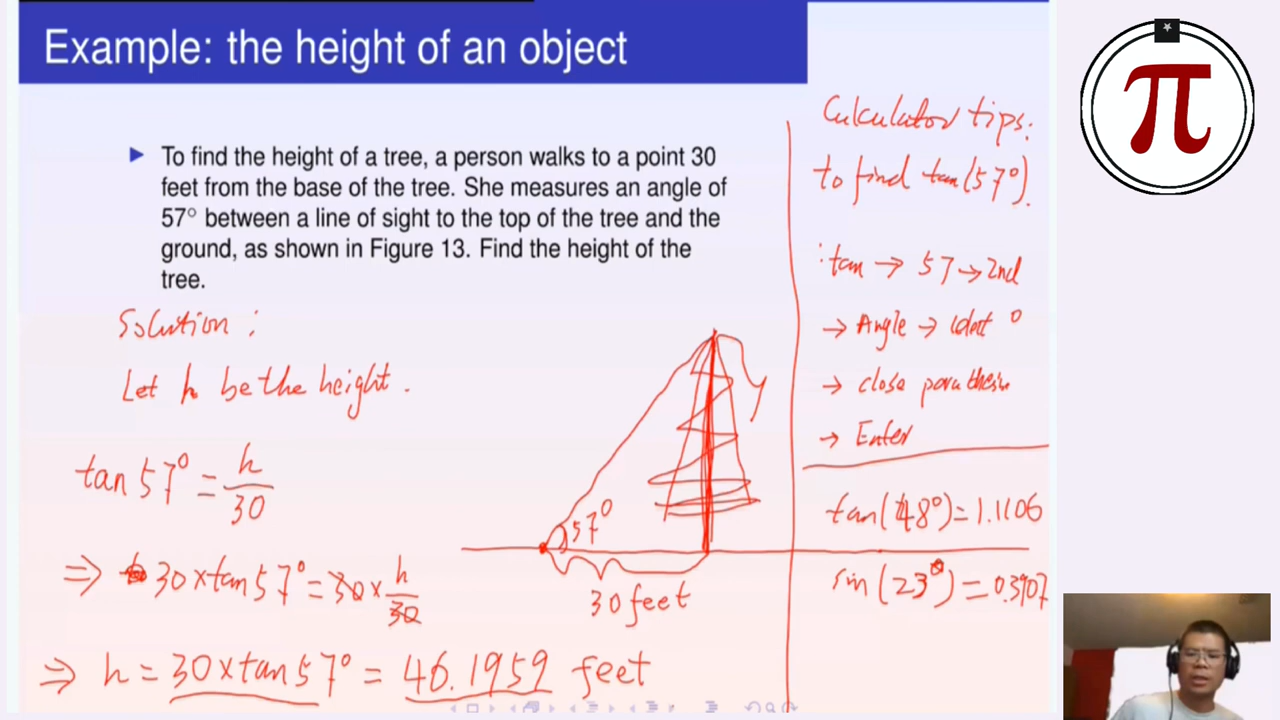 Example: the height of an object
To find the height of a tree, a person walks to a point 30
feet from the base of the tree. She measures an angle of
57° between a line of sight to the top of the tree and the
ground, as shown in Figure 13. Find the height of the
tree.
Solution:
Let h be the height.
tan 57° = h/30
⇒ 30 × tan 57° = 30 × h/30
⇒ h = 30 × tan 57° = 46.1959 feet
57°
30 feet
Calculator tips:
to find tan(57°).
: tan → 57 → 2nd
→ Angle → °
→ close
→ Enter
tan(48°) = 1.1106
sin(23°) = 0.3907
π